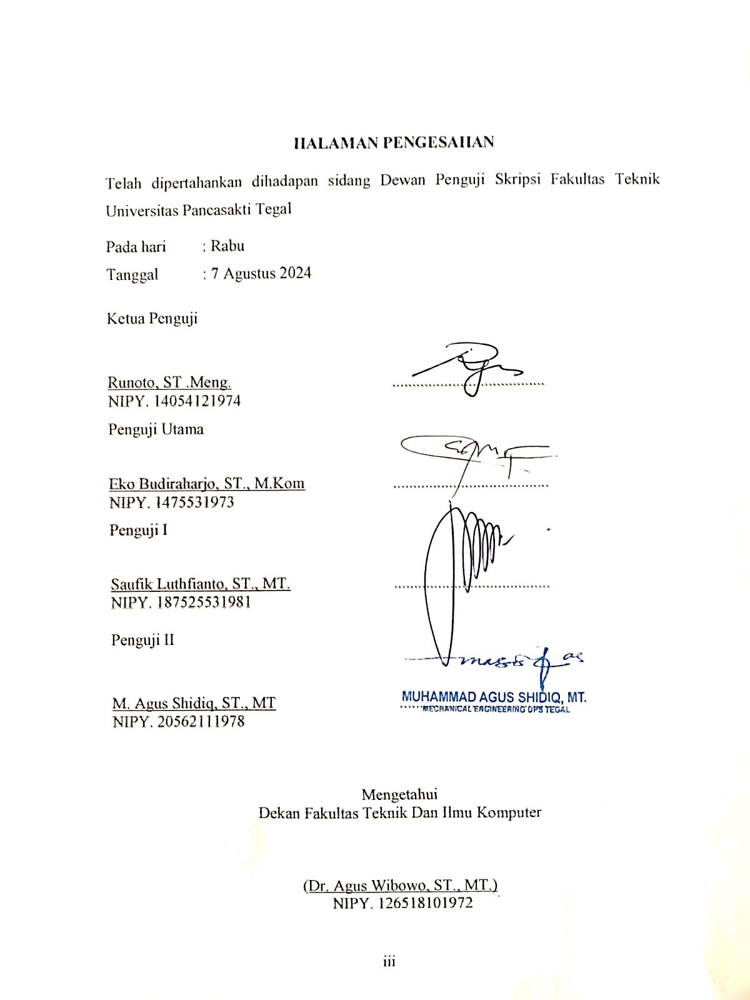 HALAMAN PENGESAHAN
Telah dipertahankan dihadapan sidang Dewan Penguji Skripsi Fakultas Teknik
Universitas Pancasakti Tegal
Pada hari : Rabu
Tanggal : 7 Agustus 2024
Ketua Penguji
Runoto, ST .Meng.
NIPY. 14054121974
Penguji Utama
Eko Budiraharjo, ST., M.Kom
NIPY. 1475531973
Penguji I
Saufik Luthfianto, ST., MT.
NIPY. 187525531981
Penguji II
MUHAMMAD AGUS SHIDIQ, MT.
MECHANICAL ENGINEERING UPS TEGAL
M. Agus Shidiq, ST., MT
NIPY. 20562111978
Mengetahui
Dekan Fakultas Teknik Dan Ilmu Komputer
(Dr. Agus Wibowo, ST., MT.)
NIPY. 126518101972
iii